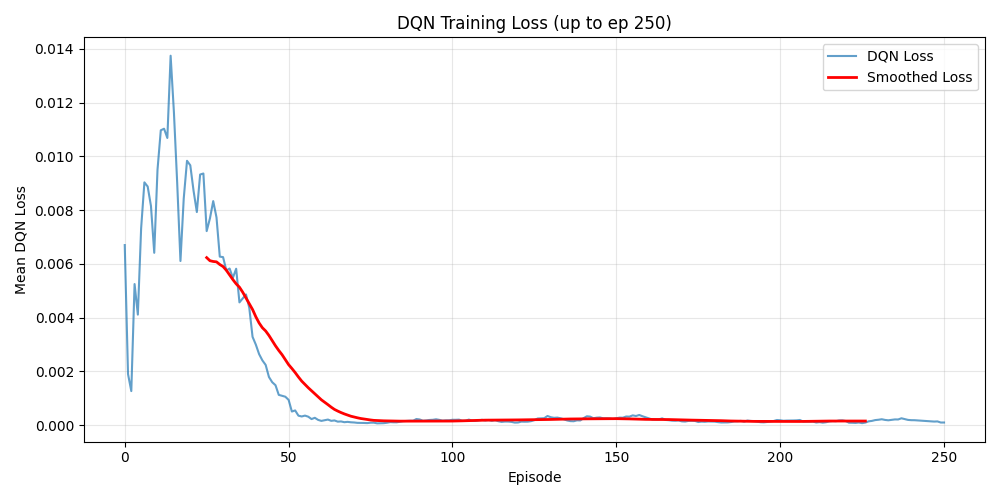 DQN Training Loss (up to ep 250)
DQN Loss
Smoothed Loss
Mean DQN Loss
0.014
0.012
0.010
0.008
0.006
0.004
0.002
0.000
0 50 100 150 200 250
Episode